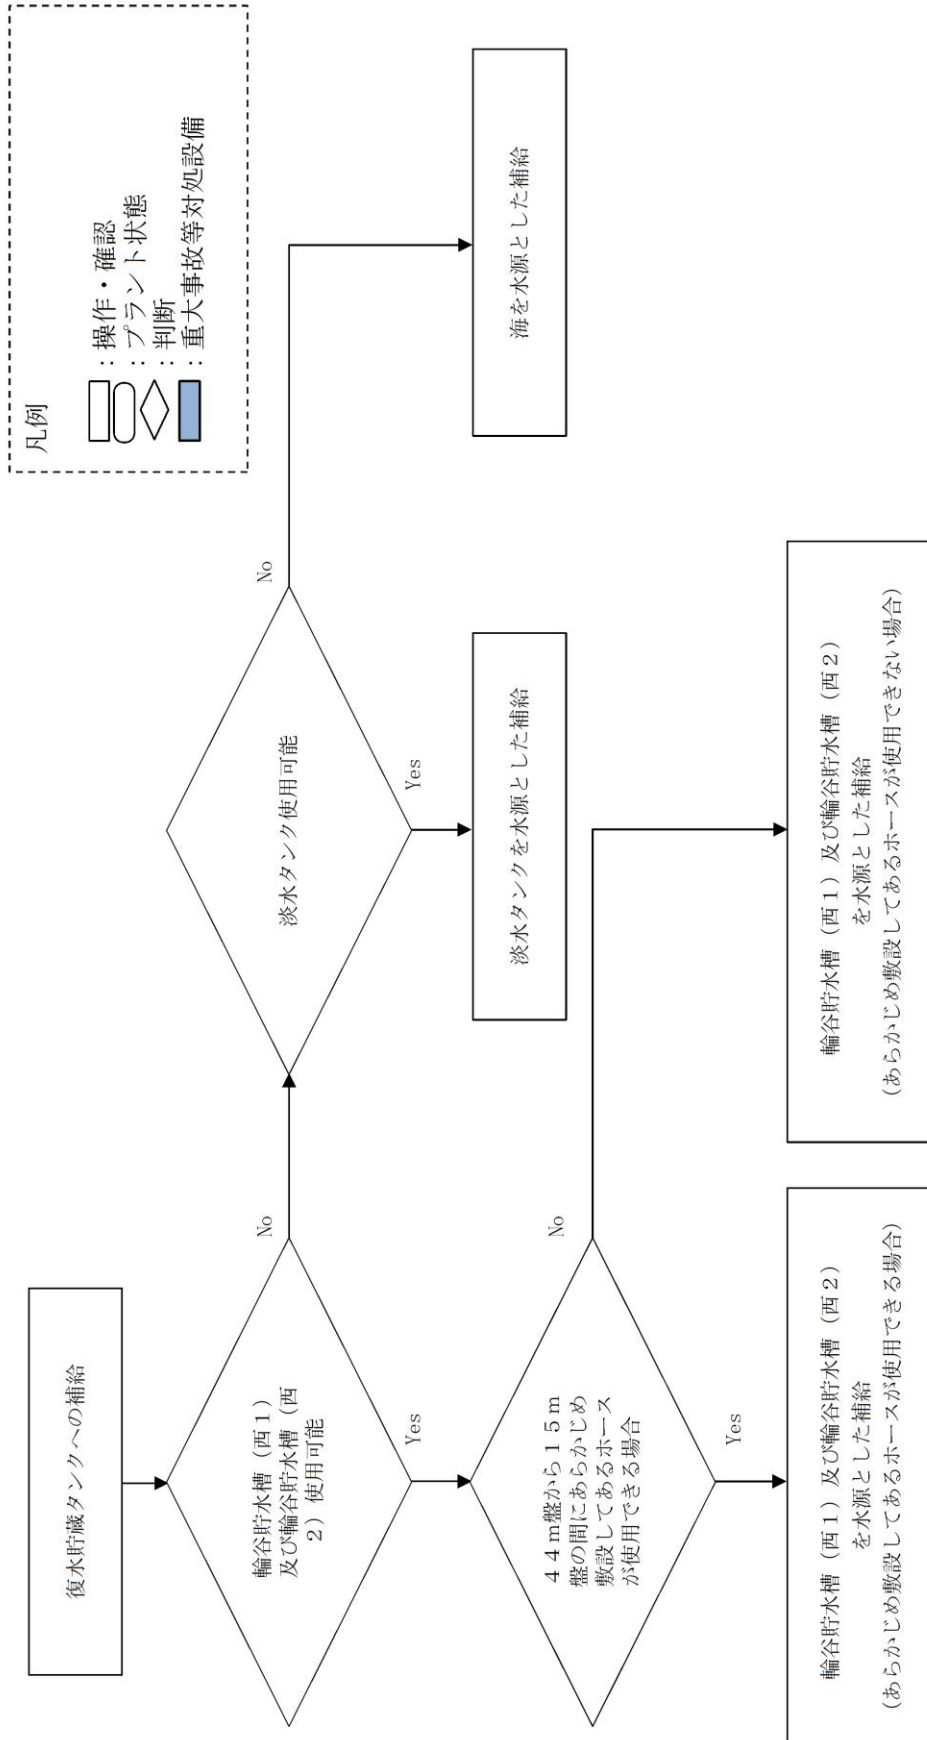 凡例
：操作・確認
：プラント状態
：判断
：重大事故等対処設備
復水貯蔵タンクへの補給
輪谷貯水槽（西１）
及び輪谷貯水槽（西
２）使用可能
No
Yes
淡水タンク使用可能
No
Yes
海を水源とした補給
淡水タンクを水源とした補給
４４ｍ盤から１５ｍ
盤の間にあらかじめ
敷設してあるホース
が使用できる場合
No
Yes
輪谷貯水槽（西１）及び輪谷貯水槽（西２）
を水源とした補給
（あらかじめ敷設してあるホースが使用できる場合）
輪谷貯水槽（西１）及び輪谷貯水槽（西２）
を水源とした補給
（あらかじめ敷設してあるホースが使用できない場合）